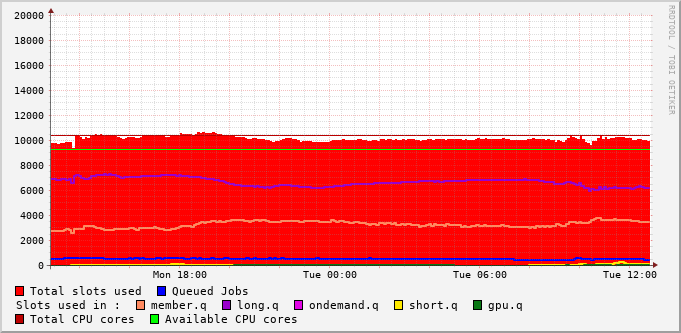 20000
18000
16000
14000
12000
10000
8000
6000
4000
2000
0
Mon 18:00 Tue 00:00 Tue 06:00 Tue 12:00
Total slots used Queued Jobs
Slots used in : member.q long.q ondemand.q short.q gpu.q
Total CPU cores Available CPU cores
RRDTOOL / TOBI OETIKER